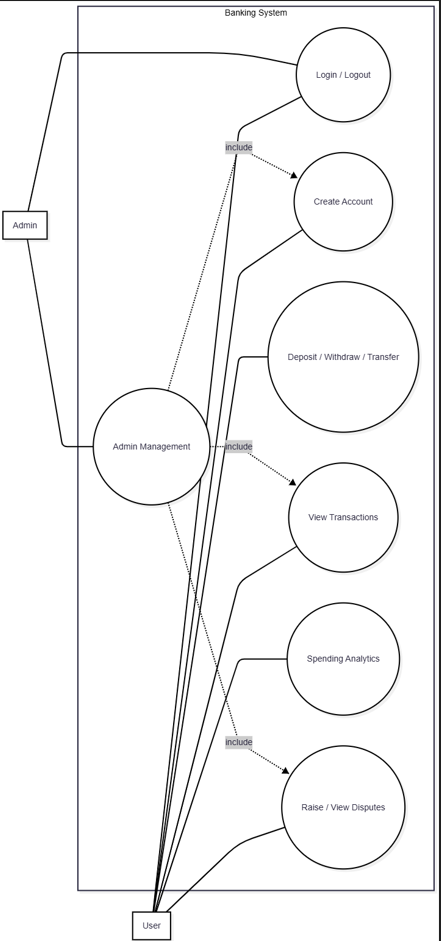 Banking System
Login / Logout
include
Create Account
Admin
Deposit / Withdraw / Transfer
Admin Management
include
View Transactions
Spending Analytics
include
Raise / View Disputes
User